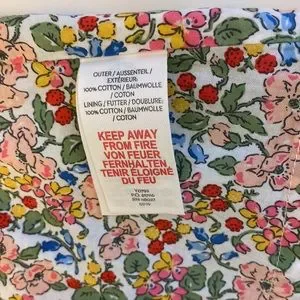 OUTER / AUSSENTEIL /
EXTÉRIEUR:
100% COTTON / BAUMWOLLE
/ COTON
LINING / FUTTER / DOUBLURE:
100% COTTON / BAUMWOLLE
/ COTON
KEEP AWAY
FROM FIRE
VON FEUER
FERNHALTEN
TENIR ÉLOIGNÉ
DU FEU